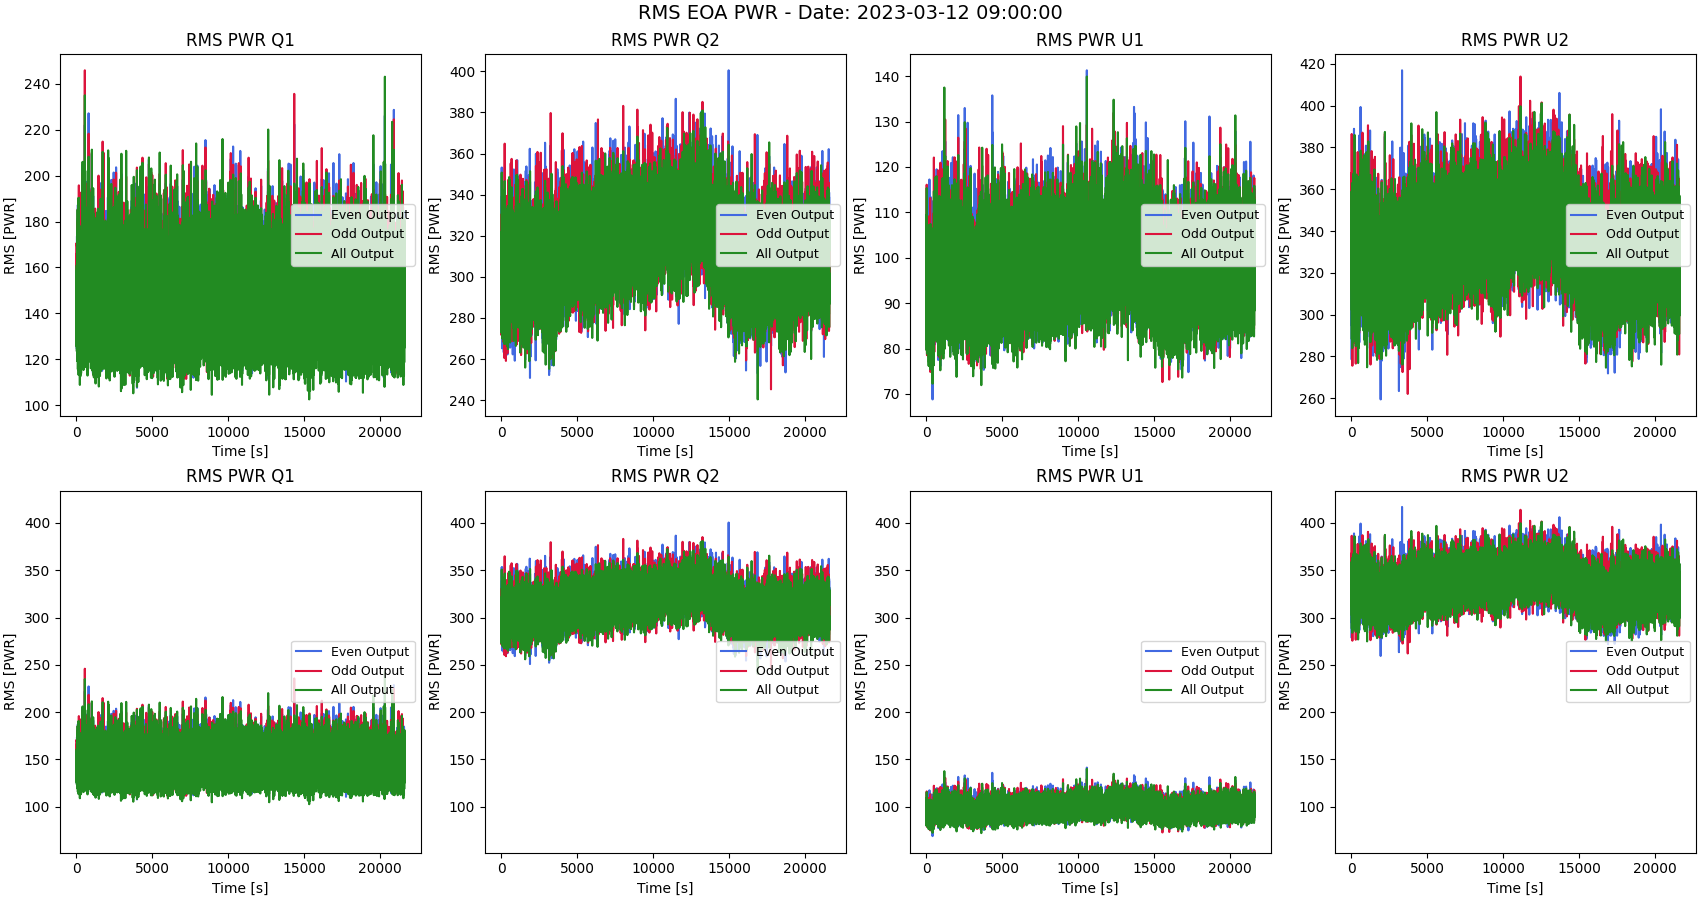 RMS EOA PWR - Date: 2023-03-12 09:00:00
RMS PWR Q1
RMS [PWR]
240
220
200
180
160
140
120
100
0 5000 10000 15000 20000
Time [s]
Even Output
Odd Output
All Output
RMS PWR Q2
RMS [PWR]
400
380
360
340
320
300
280
260
240
0 5000 10000 15000 20000
Time [s]
Even Output
Odd Output
All Output
RMS PWR U1
RMS [PWR]
140
130
120
110
100
90
80
70
0 5000 10000 15000 20000
Time [s]
Even Output
Odd Output
All Output
RMS PWR U2
RMS [PWR]
420
400
380
360
340
320
300
280
260
0 5000 10000 15000 20000
Time [s]
Even Output
Odd Output
All Output
RMS PWR Q1
RMS [PWR]
400
350
300
250
200
150
100
0 5000 10000 15000 20000
Time [s]
Even Output
Odd Output
All Output
RMS PWR Q2
RMS [PWR]
400
350
300
250
200
150
100
0 5000 10000 15000 20000
Time [s]
Even Output
Odd Output
All Output
RMS PWR U1
RMS [PWR]
400
350
300
250
200
150
100
0 5000 10000 15000 20000
Time [s]
Even Output
Odd Output
All Output
RMS PWR U2
RMS [PWR]
400
350
300
250
200
150
100
0 5000 10000 15000 20000
Time [s]
Even Output
Odd Output
All Output